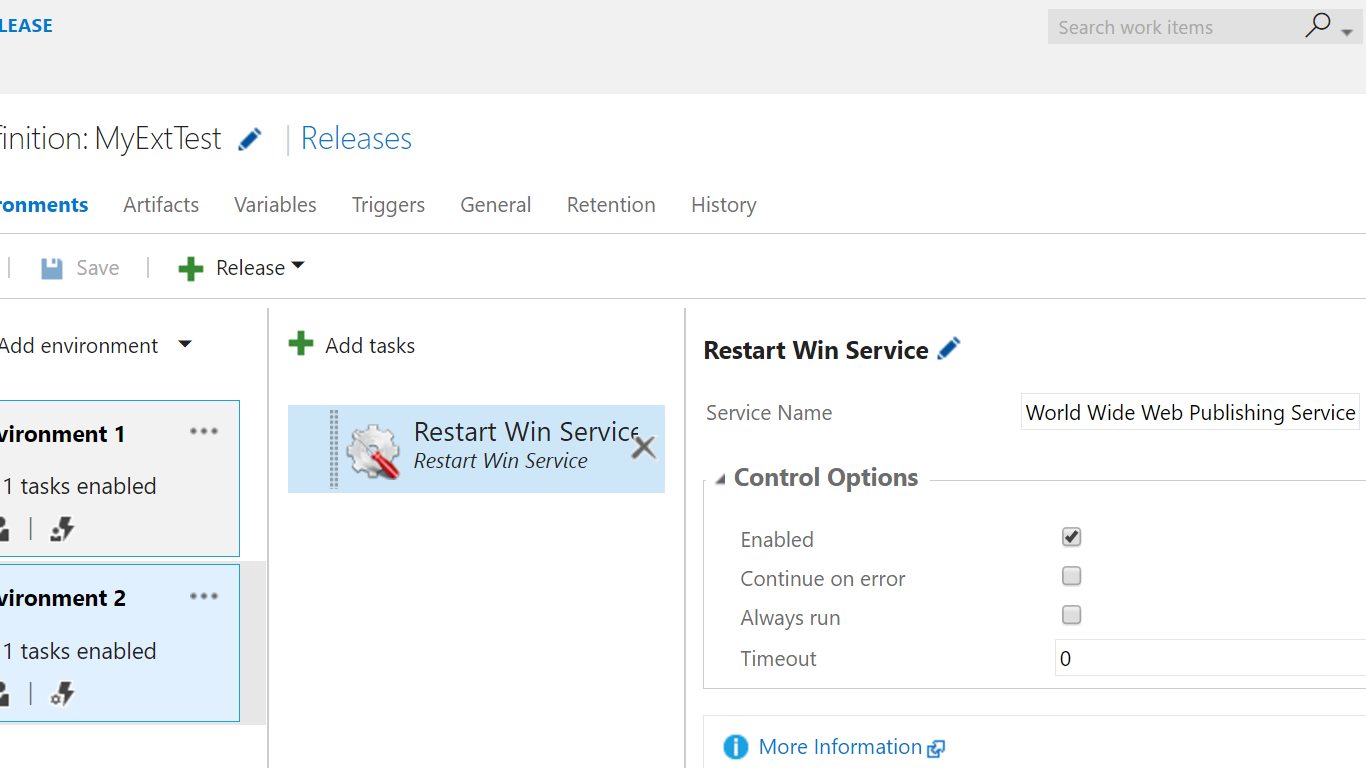 LEASE
Search work items
finition: MyExtTest | Releases
ronments Artifacts Variables Triggers General Retention History
Save
Release
Add environment
Add tasks
Restart Win Service
Service Name World Wide Web Publishing Service
vironment 1
1 tasks enabled
Restart Win Service
Restart Win Service
Control Options
Enabled
Continue on error
Always run
Timeout 0
vironment 2
1 tasks enabled
More Information